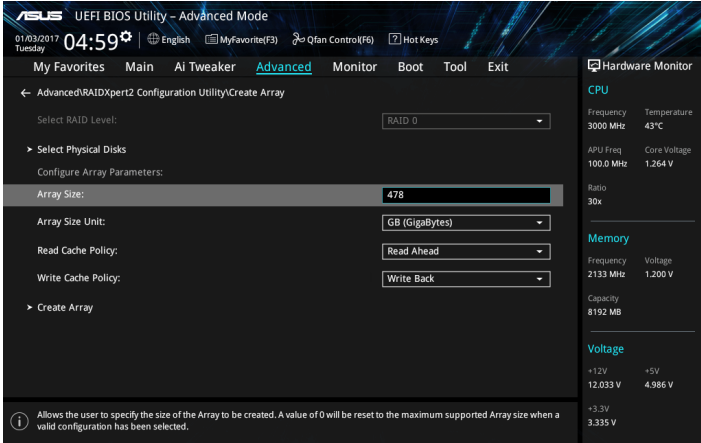 ASUS UEFI BIOS Utility – Advanced Mode
01/03/2017 Tuesday 04:59 English MyFavorite(F3) Qfan Control(F6) ? Hot Keys
My Favorites Main Ai Tweaker Advanced Monitor Boot Tool Exit
← Advanced\RAIDXpert2 Configuration Utility\Create Array
Select RAID Level: RAID 0
> Select Physical Disks
Configure Array Parameters:
Array Size: 478
Array Size Unit: GB (GigaBytes)
Read Cache Policy: Read Ahead
Write Cache Policy: Write Back
> Create Array
Allows the user to specify the size of the Array to be created. A value of 0 will be reset to the maximum supported Array size when a
valid configuration has been selected.
Hardware Monitor
CPU
Frequency Temperature
3000 MHz 43°C
APU Freq Core Voltage
100.0 MHz 1.264 V
Ratio
30x
Memory
Frequency Voltage
2133 MHz 1.200 V
Capacity
8192 MB
Voltage
+12V +5V
12.033 V 4.986 V
+3.3V
3.335 V